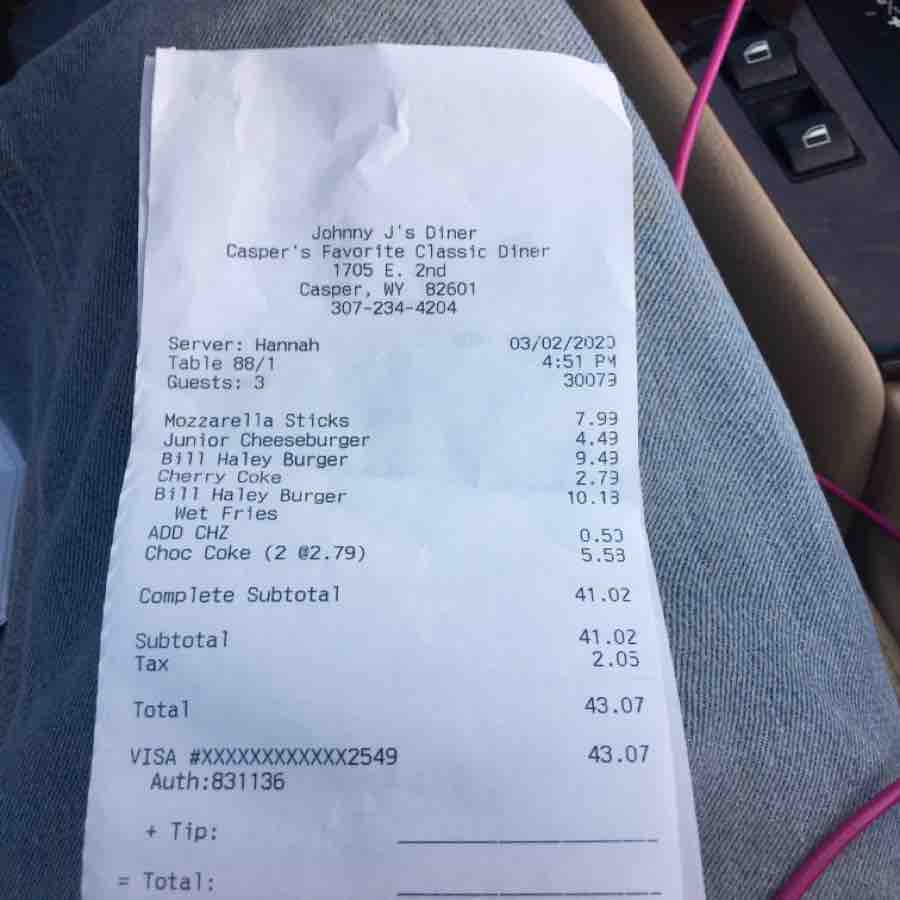 Johnny J's Diner
Casper's Favorite Classic Diner
1705 E. 2nd
Casper, WY 82601
307-234-4204
Server: Hannah 03/02/2020
Table 88/1 4:51 PM
Guests: 3 30079
Mozzarella Sticks 7.99
Junior Cheeseburger 4.49
Bill Haley Burger 9.49
Cherry Coke 2.79
Bill Haley Burger 10.18
Wet Fries
ADD CHZ 0.50
Choc Coke (2 @2.79) 5.58
Complete Subtotal 41.02
Subtotal 41.02
Tax 2.05
Total 43.07
VISA #XXXXXXXXXXXX2549 43.07
Auth:831136
+ Tip:
= Total: